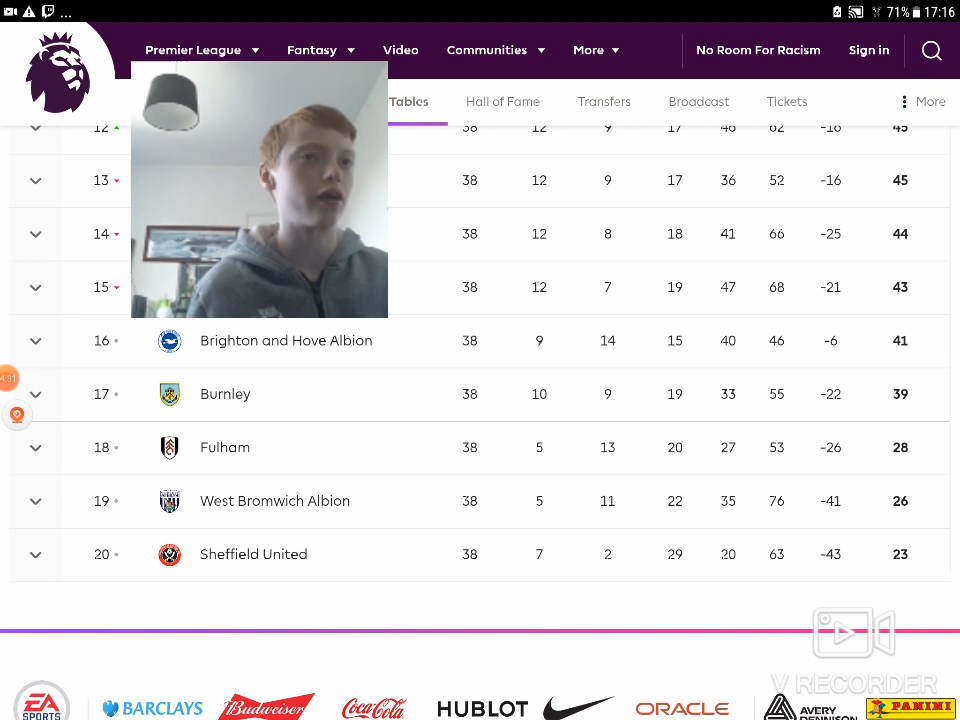 ... 71% 17:16
Premier League Fantasy Video Communities More No Room For Racism Sign in
Tables Hall of Fame Transfers Broadcast Tickets More
12 38 12 9 17 46 62 -16 45
13 38 12 9 17 36 52 -16 45
14 38 12 8 18 41 66 -25 44
15 38 12 7 19 47 68 -21 43
16 Brighton and Hove Albion 38 9 14 15 40 46 -6 41
4:31
17 Burnley 38 10 9 19 33 55 -22 39
18 Fulham 38 5 13 20 27 53 -26 28
19 West Bromwich Albion 38 5 11 22 35 76 -41 26
20 Sheffield United 38 7 2 29 20 63 -43 23
V RECORDER
EA SPORTS BARCLAYS Budweiser Coca-Cola HUBLOT ORACLE AVERY DENNISON PANINI